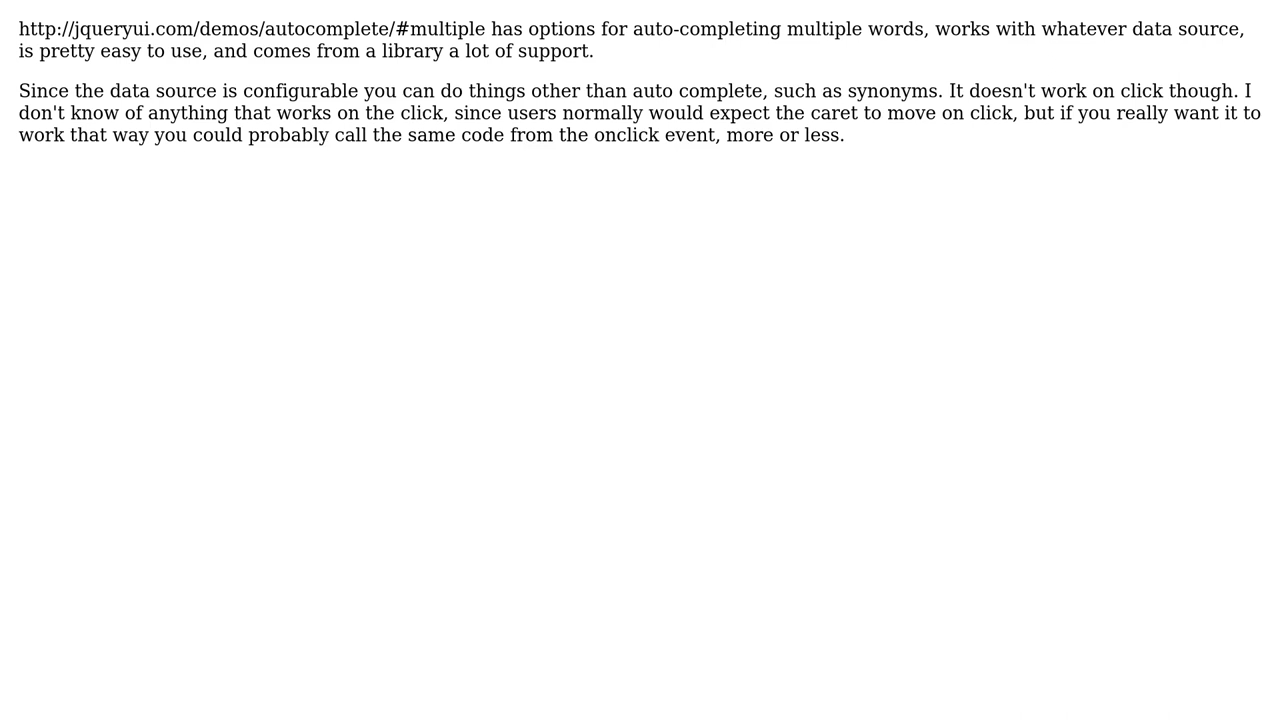 http://jqueryui.com/demos/autocomplete/#multiple has options for auto-completing multiple words, works with whatever data source,
is pretty easy to use, and comes from a library a lot of support.
Since the data source is configurable you can do things other than auto complete, such as synonyms. It doesn't work on click though. I
don't know of anything that works on the click, since users normally would expect the caret to move on click, but if you really want it to
work that way you could probably call the same code from the onclick event, more or less.